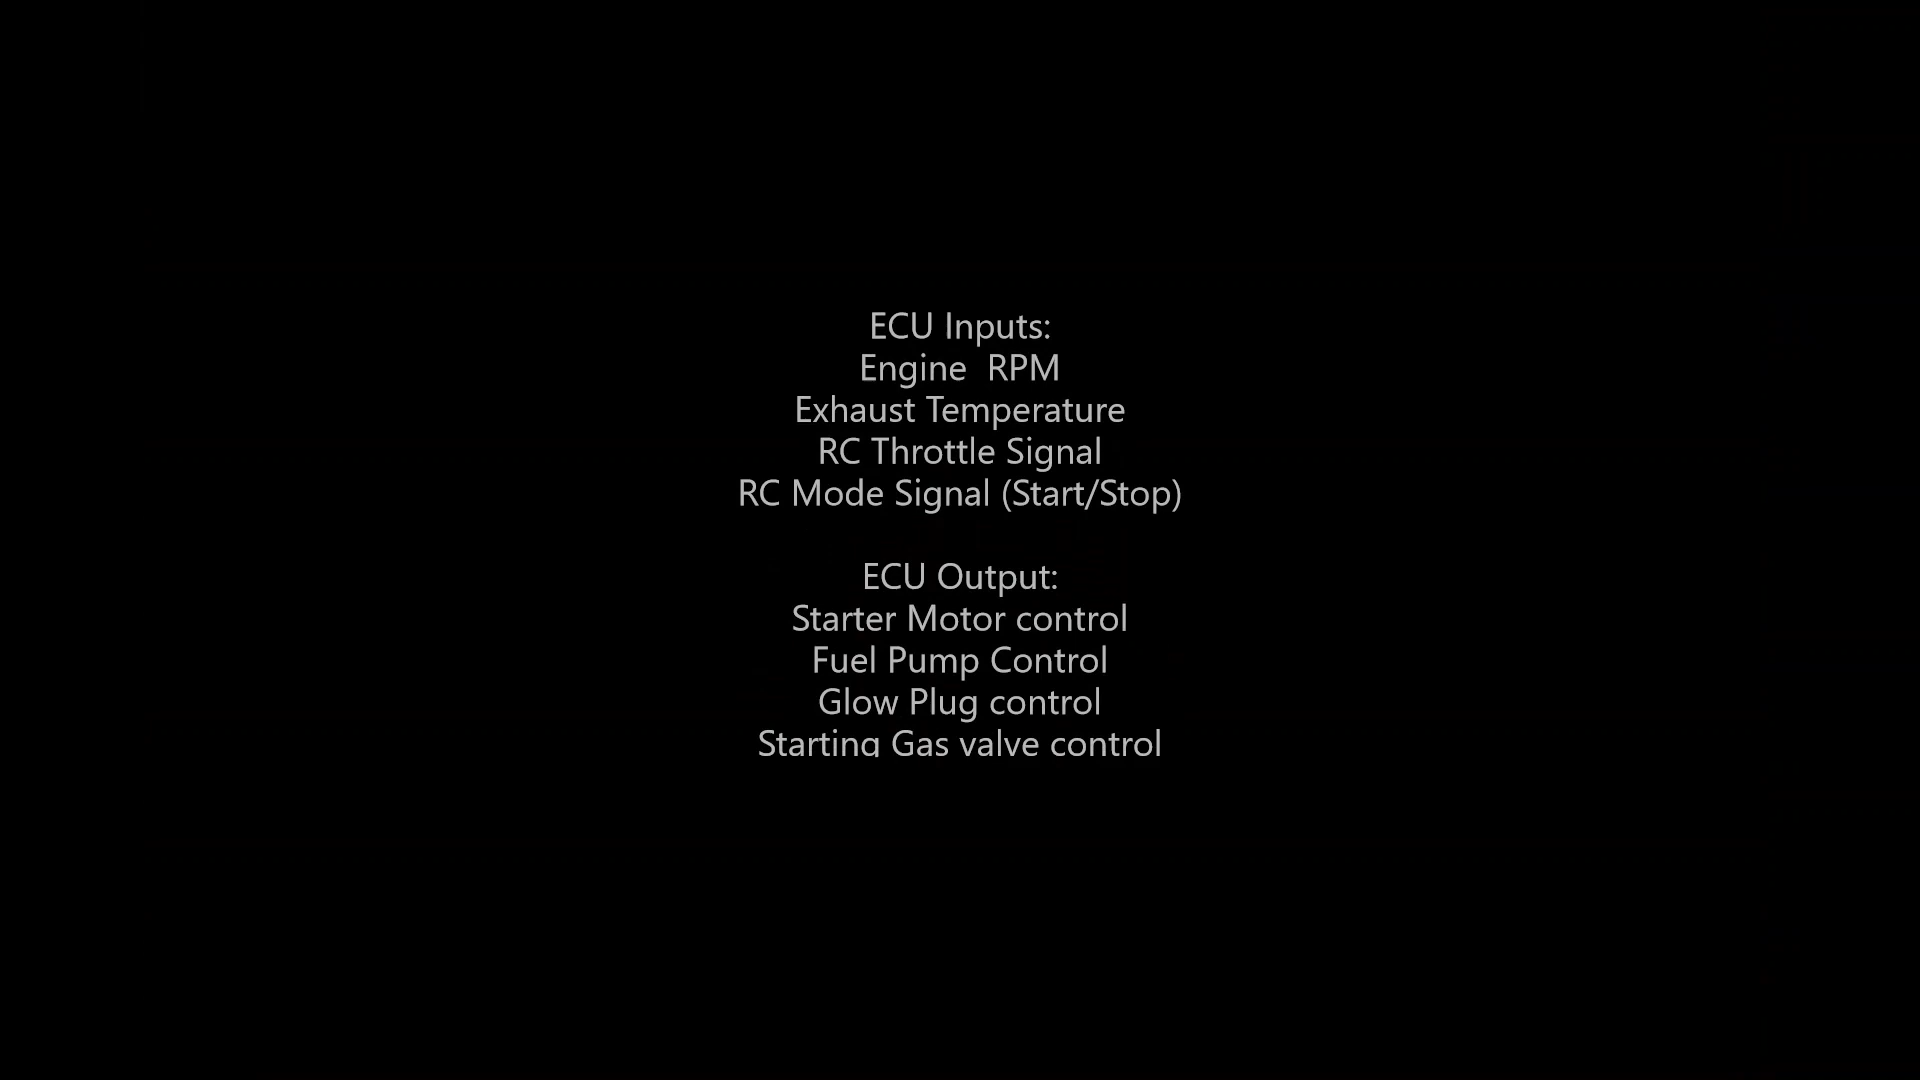 ECU Inputs:
Engine  RPM
Exhaust Temperature
RC Throttle Signal
RC Mode Signal (Start/Stop)
ECU Output:
Starter Motor control
Fuel Pump Control
Glow Plug control
Starting Gas valve control